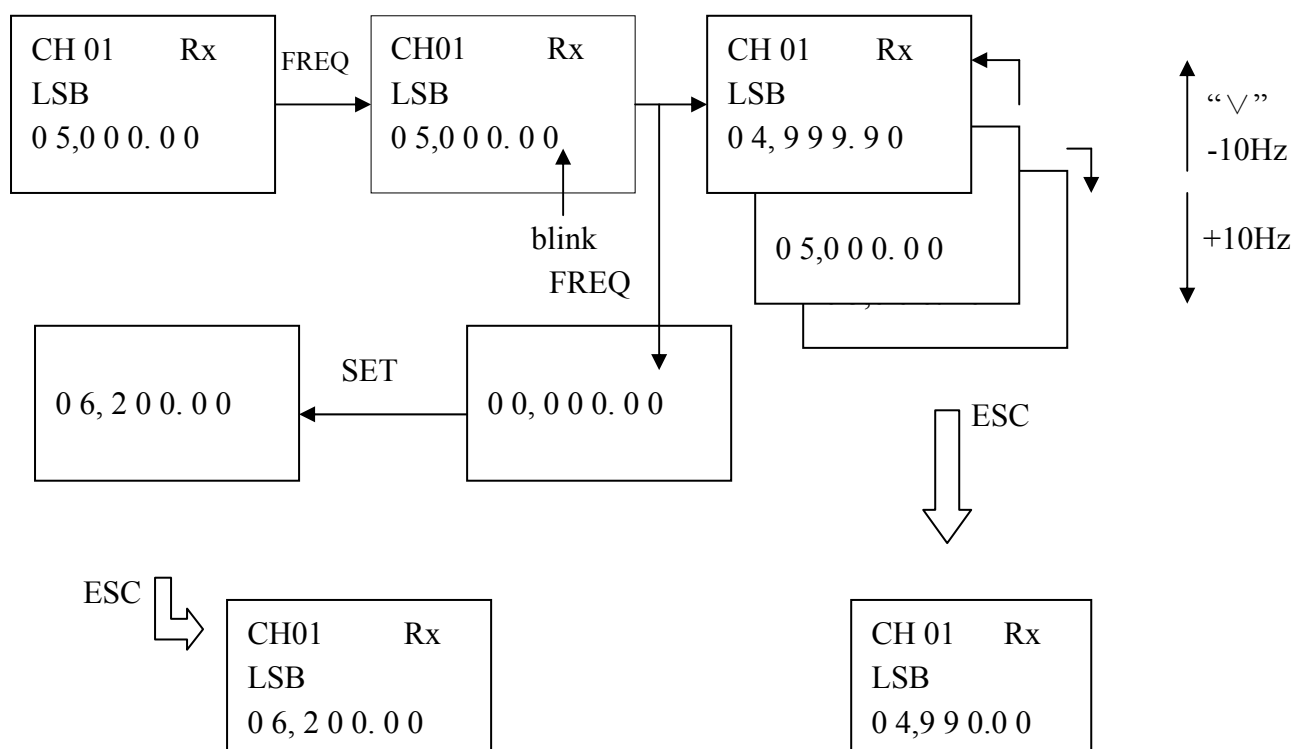 CH 01 Rx
LSB
0 5,0 0 0. 0 0
FREQ
CH01 Rx
LSB
0 5,0 0 0. 0 0
blink
FREQ
CH 01 Rx
LSB
0 4, 9 9 9. 9 0
0 5,0 0 0. 0 0
“∨”
-10Hz
+10Hz
0 6, 2 0 0. 0 0
SET
0 0, 0 0 0. 0 0
ESC
ESC
CH01 Rx
LSB
0 6, 2 0 0. 0 0
CH 01 Rx
LSB
0 4,9 9 0.0 0